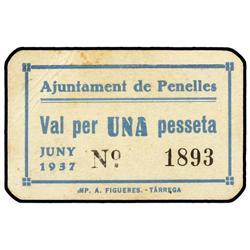 Ajuntament de Penelles
Val per UNA pesseta
JUNY
1937
Nº 1893
IMP. A. FIGUERES. - TÀRREGA